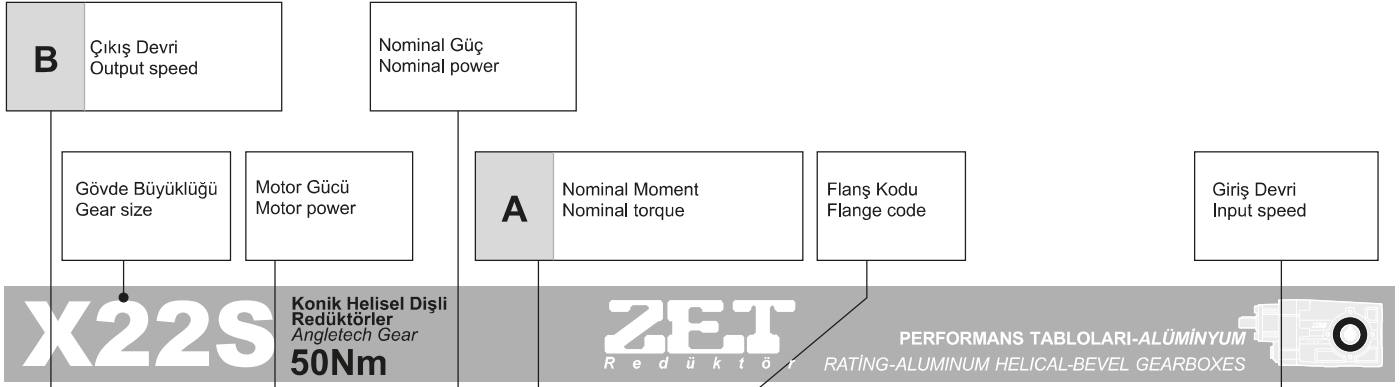 B
Çıkış Devri
Output speed
Nominal Güç
Nominal power
Gövde Büyüklüğü
Gear size
Motor Gücü
Motor power
A
Nominal Moment
Nominal torque
Flanş Kodu
Flange code
Giriş Devri
Input speed
X22S
Konik Helisel Dişli
Redüktörler
Angletech Gear
50Nm
ZET
Redüktör
PERFORMANS TABLOLARI-ALÜMİNYUM
RATİNG-ALUMINUM HELICAL-BEVEL GEARBOXES